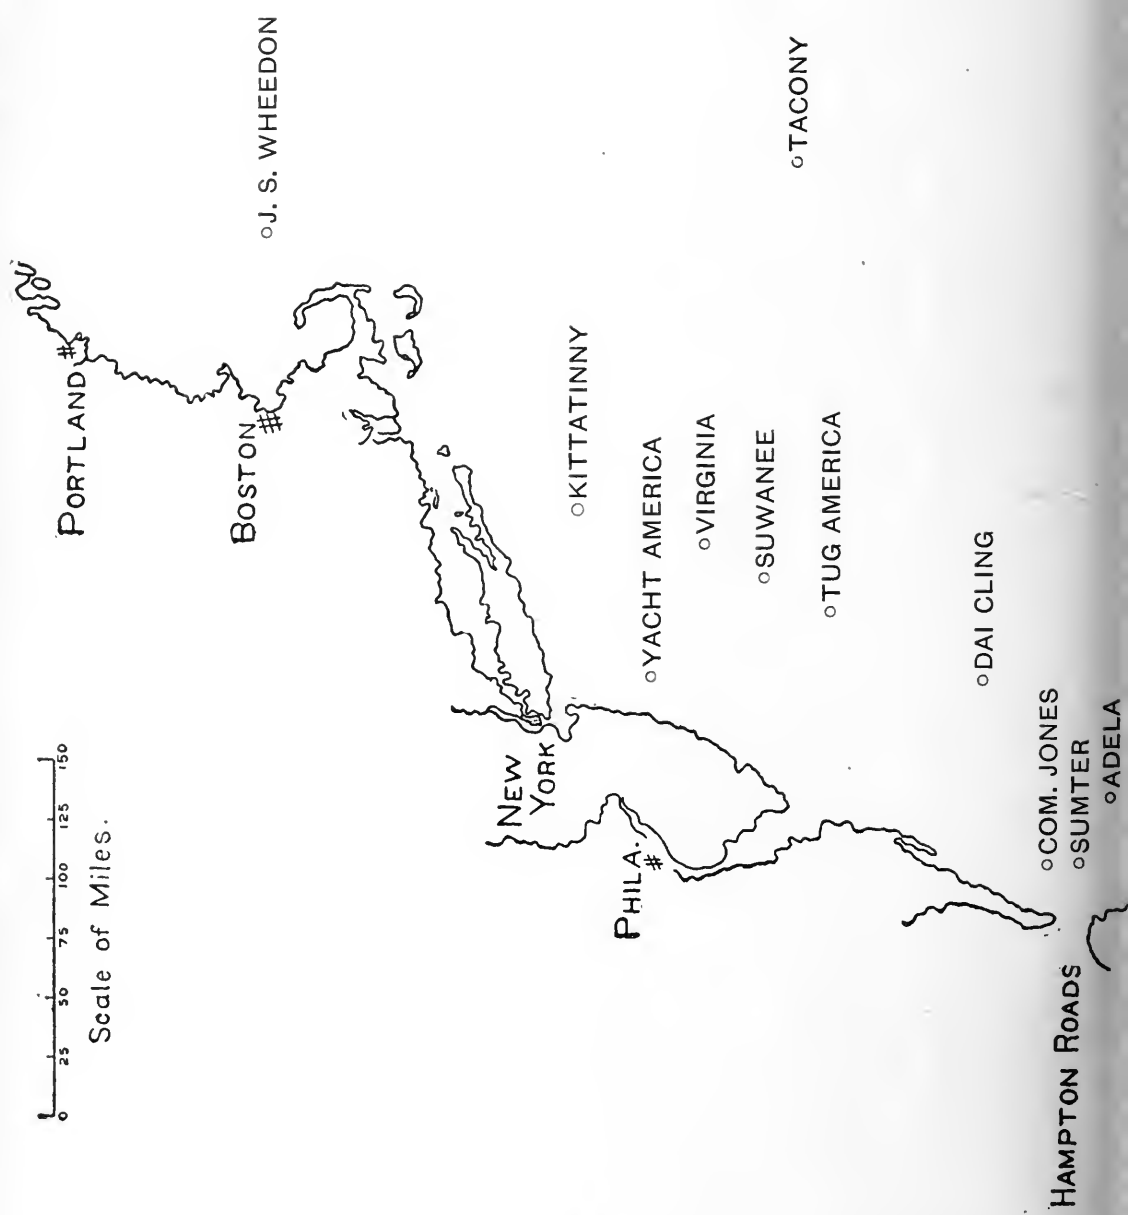 PORTLAND
BOSTON
J. S. WHEEDON
NEW
YORK
PHILA.
KITTATINNY
YACHT AMERICA
VIRGINIA
SUWANEE
TACONY
TUG AMERICA
DAI CLING
COM. JONES
SUMTER
ADELA
HAMPTON ROADS
0 25 50 75 100 125 150
Scale of Miles.